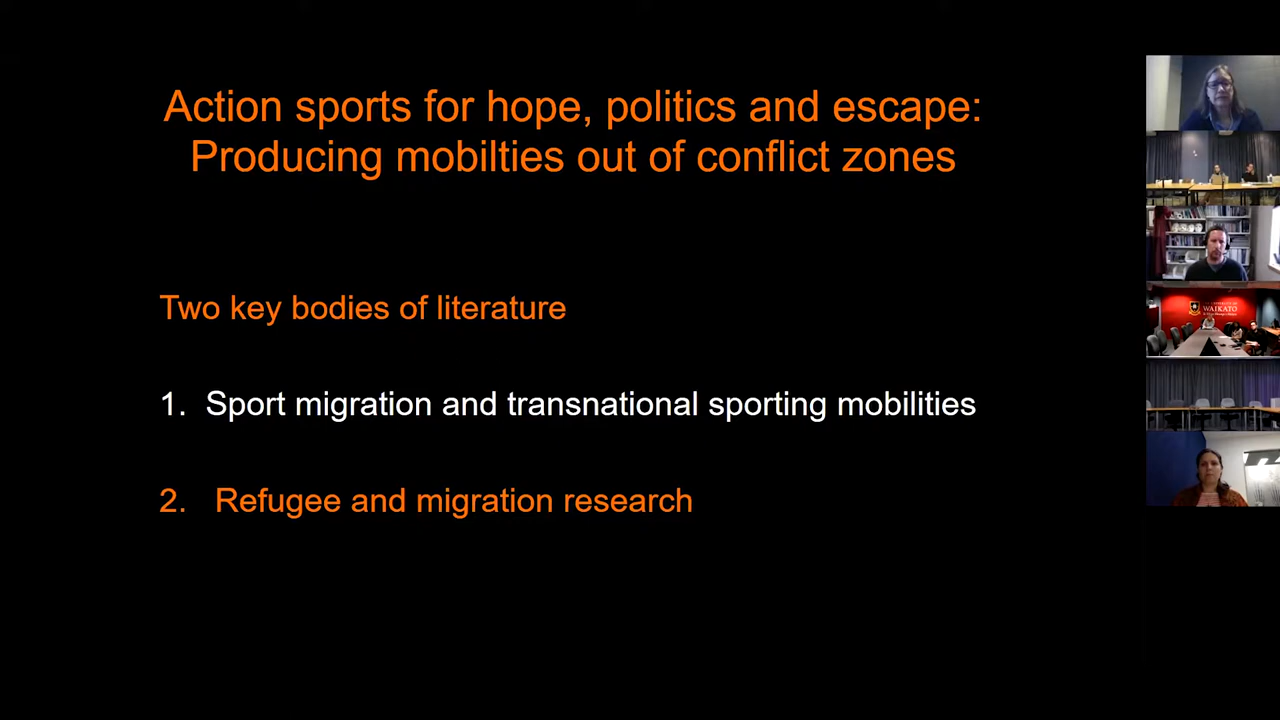 Action sports for hope, politics and escape:
Producing mobilties out of conflict zones
Two key bodies of literature
1. Sport migration and transnational sporting mobilities
2. Refugee and migration research
WAIKATO